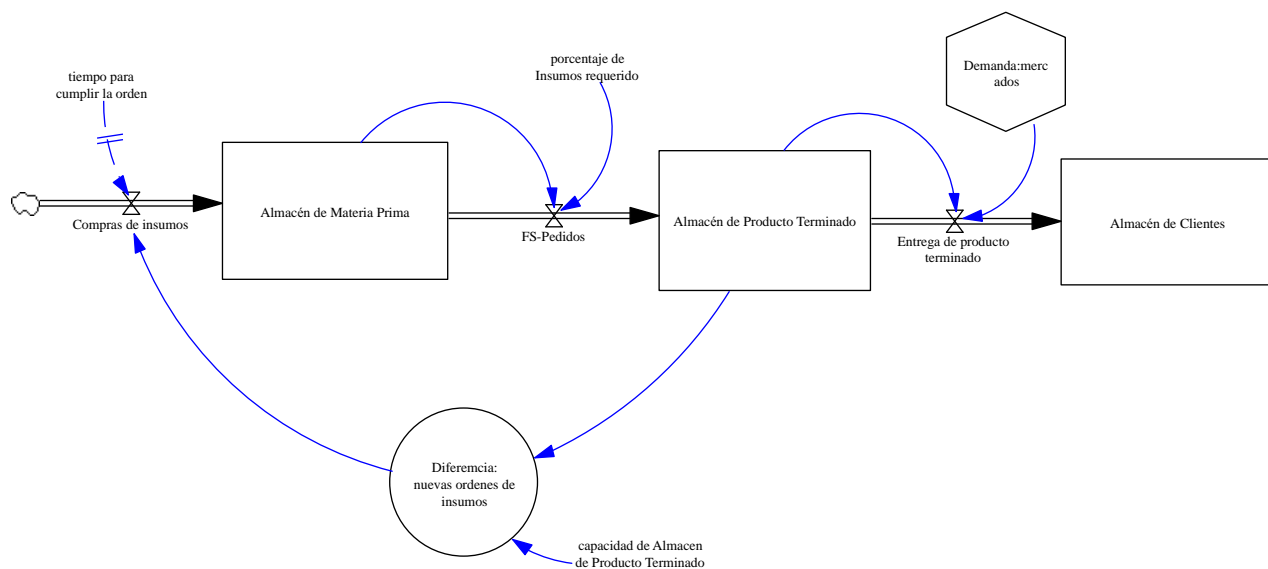 tiempo para
cumplir la orden
porcentaje de
Insumos requerido
Demanda:merc
ados
Almacén de Materia Prima
Almacén de Producto Terminado
Almacén de Clientes
Compras de insumos
FS-Pedidos
Entrega de producto
terminado
Diferemcia:
nuevas ordenes de
insumos
capacidad de Almacen
de Producto Terminado